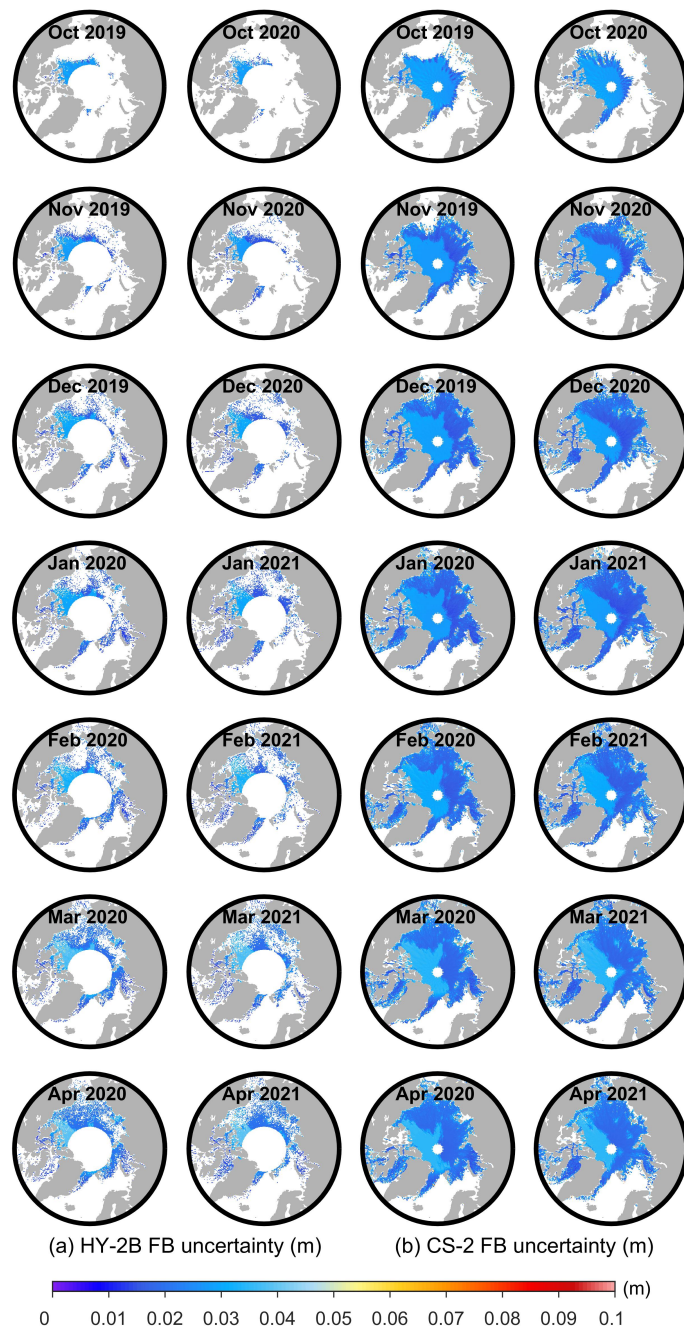 Oct 2019 Oct 2020 Oct 2019 Oct 2020
Nov 2019 Nov 2020 Nov 2019 Nov 2020
Dec 2019 Dec 2020 Dec 2019 Dec 2020
Jan 2020 Jan 2021 Jan 2020 Jan 2021
Feb 2020 Feb 2021 Feb 2020 Feb 2021
Mar 2020 Mar 2021 Mar 2020 Mar 2021
Apr 2020 Apr 2021 Apr 2020 Apr 2021
(a) HY-2B FB uncertainty (m) (b) CS-2 FB uncertainty (m)
(m)
0 0.01 0.02 0.03 0.04 0.05 0.06 0.07 0.08 0.09 0.1